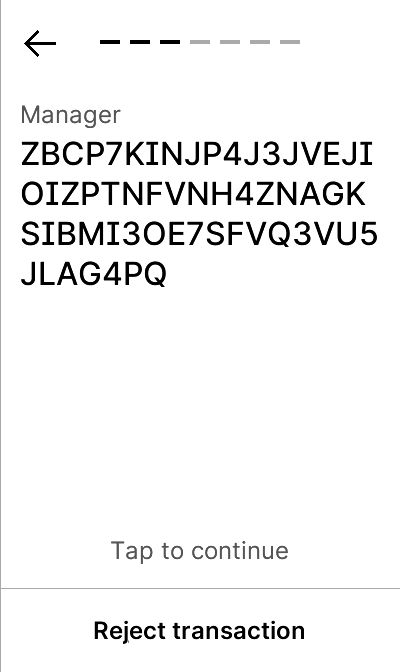 Manager
ZBCP7KINJP4J3JVEJI
OIZPTNFVNH4ZNAGK
SIBMI3OE7SFVQ3VU5
JLAG4PQ
Tap to continue
Reject transaction